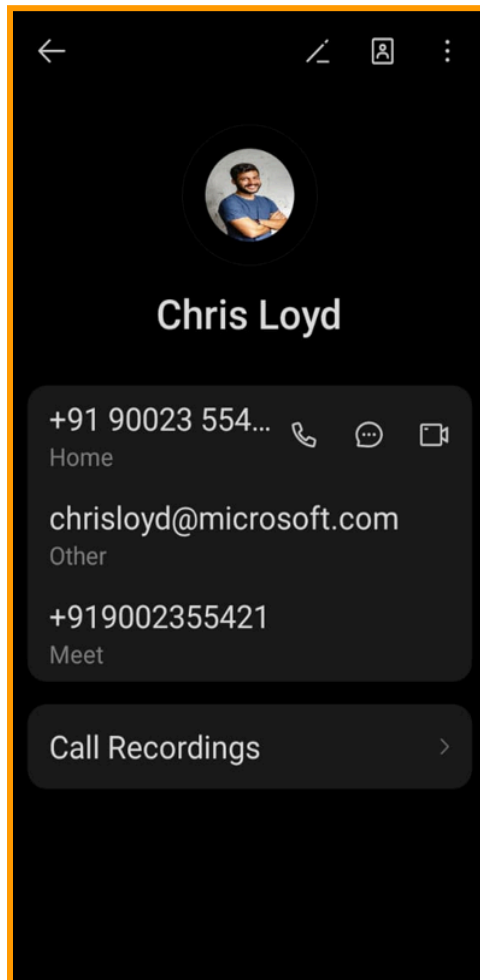 Chris Loyd
+91 90023 554...
Home
chrisloyd@microsoft.com
Other
+919002355421
Meet
Call Recordings